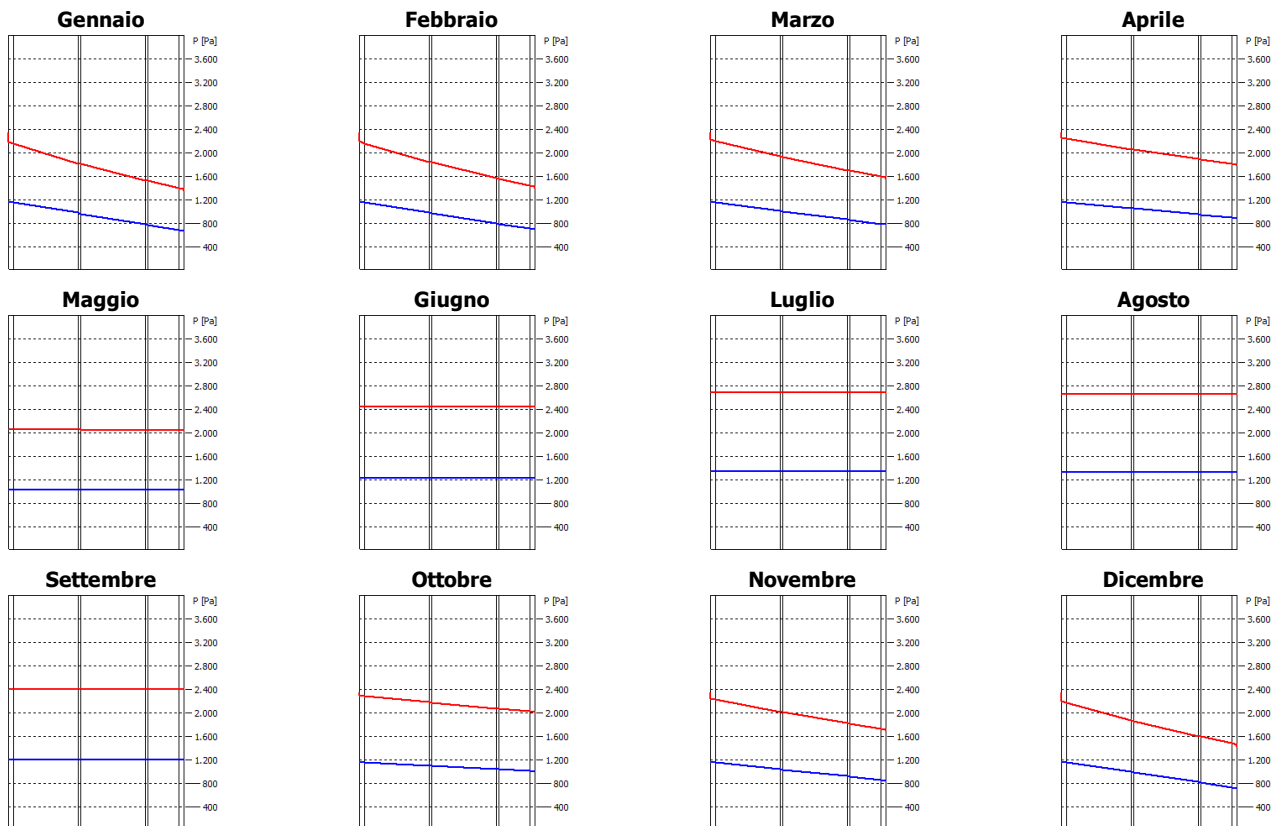 Gennaio Febbraio Marzo Aprile
P [Pa] P [Pa] P [Pa] P [Pa]
3.600 3.600 3.600 3.600
3.200 3.200 3.200 3.200
2.800 2.800 2.800 2.800
2.400 2.400 2.400 2.400
2.000 2.000 2.000 2.000
1.600 1.600 1.600 1.600
1.200 1.200 1.200 1.200
800 800 800 800
400 400 400 400
Maggio Giugno Luglio Agosto
P [Pa] P [Pa] P [Pa] P [Pa]
3.600 3.600 3.600 3.600
3.200 3.200 3.200 3.200
2.800 2.800 2.800 2.800
2.400 2.400 2.400 2.400
2.000 2.000 2.000 2.000
1.600 1.600 1.600 1.600
1.200 1.200 1.200 1.200
800 800 800 800
400 400 400 400
Settembre Ottobre Novembre Dicembre
P [Pa] P [Pa] P [Pa] P [Pa]
3.600 3.600 3.600 3.600
3.200 3.200 3.200 3.200
2.800 2.800 2.800 2.800
2.400 2.400 2.400 2.400
2.000 2.000 2.000 2.000
1.600 1.600 1.600 1.600
1.200 1.200 1.200 1.200
800 800 800 800
400 400 400 400